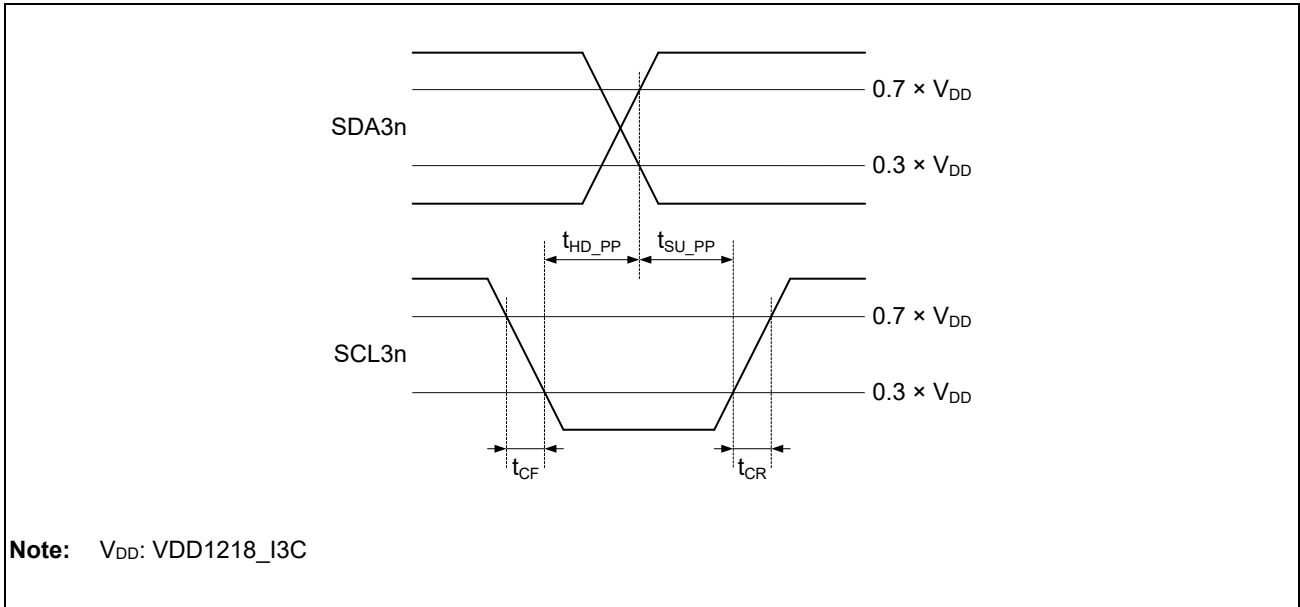 0.7 × VDD
SDA3n
0.3 × VDD
tHD_PP tSU_PP
0.7 × VDD
SCL3n
0.3 × VDD
tCF tCR
Note: VDD: VDD1218_I3C